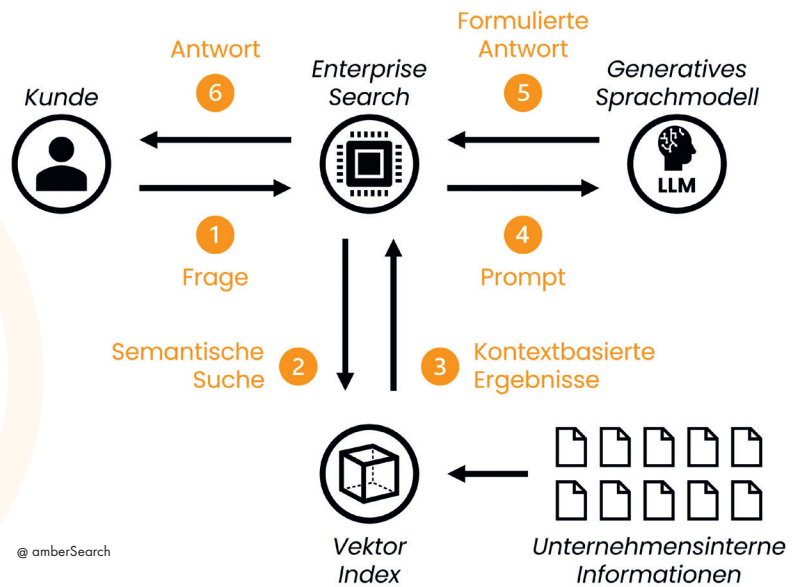 Antwort
6
Formulierte
Antwort
5
Kunde
Enterprise
Search
Generatives
Sprachmodell
LLM
1
Frage
4
Prompt
Semantische
Suche
2
3
Kontextbasierte
Ergebnisse
@ amberSearch
Vektor
Index
Unternehmensinterne
Informationen